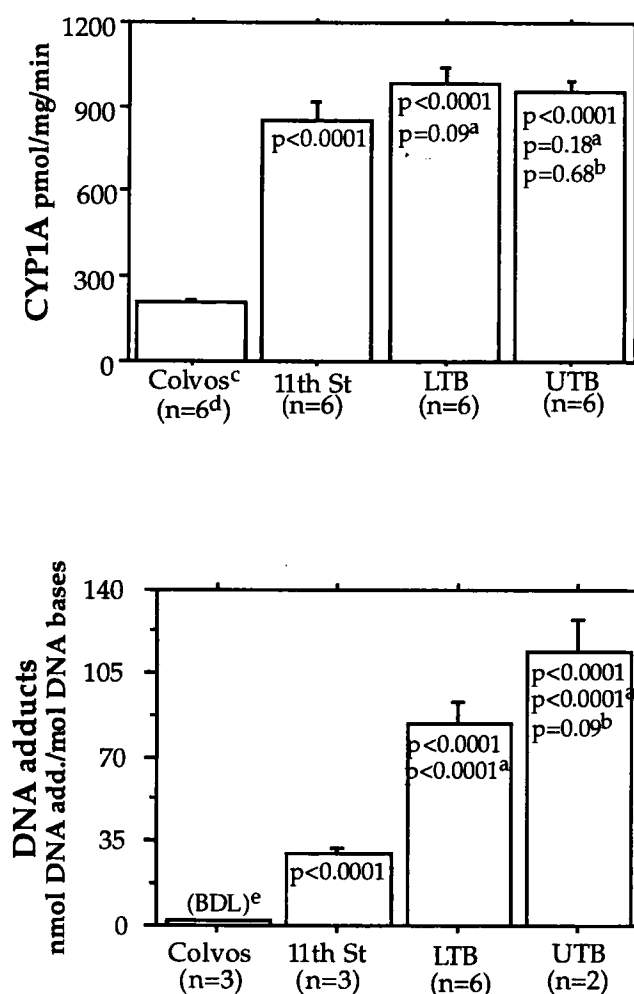 CYP1A pmol/mg/min
1200
900
600
300
0
p<0.0001
p<0.0001
p=0.09a
p<0.0001
p=0.18a
p=0.68b
Colvosc 11th St LTB UTB
(n=6d) (n=6) (n=6) (n=6)
DNA adducts
nmol DNA add./mol DNA bases
140
105
70
35
0
(BDL)e
p<0.0001
p<0.0001
p<0.0001a
p<0.0001
p<0.0001a
p=0.09b
Colvos 11th St LTB UTB
(n=3) (n=3) (n=6) (n=2)